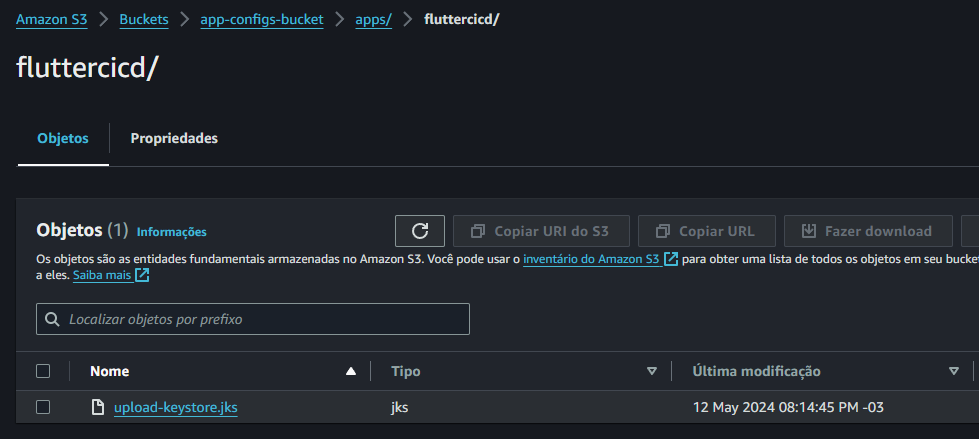 Amazon S3 > Buckets > app-configs-bucket > apps/ > fluttercicd/
fluttercicd/
Objetos Propriedades
Objetos (1) Informações Copiar URI do S3 Copiar URL Fazer download
Os objetos são as entidades fundamentais armazenadas no Amazon S3. Você pode usar o inventário do Amazon S3 para obter uma lista de todos os objetos em seu bucket
a eles. Saiba mais
Localizar objetos por prefixo
Nome Tipo Última modificação
upload-keystore.jks jks 12 May 2024 08:14:45 PM -03